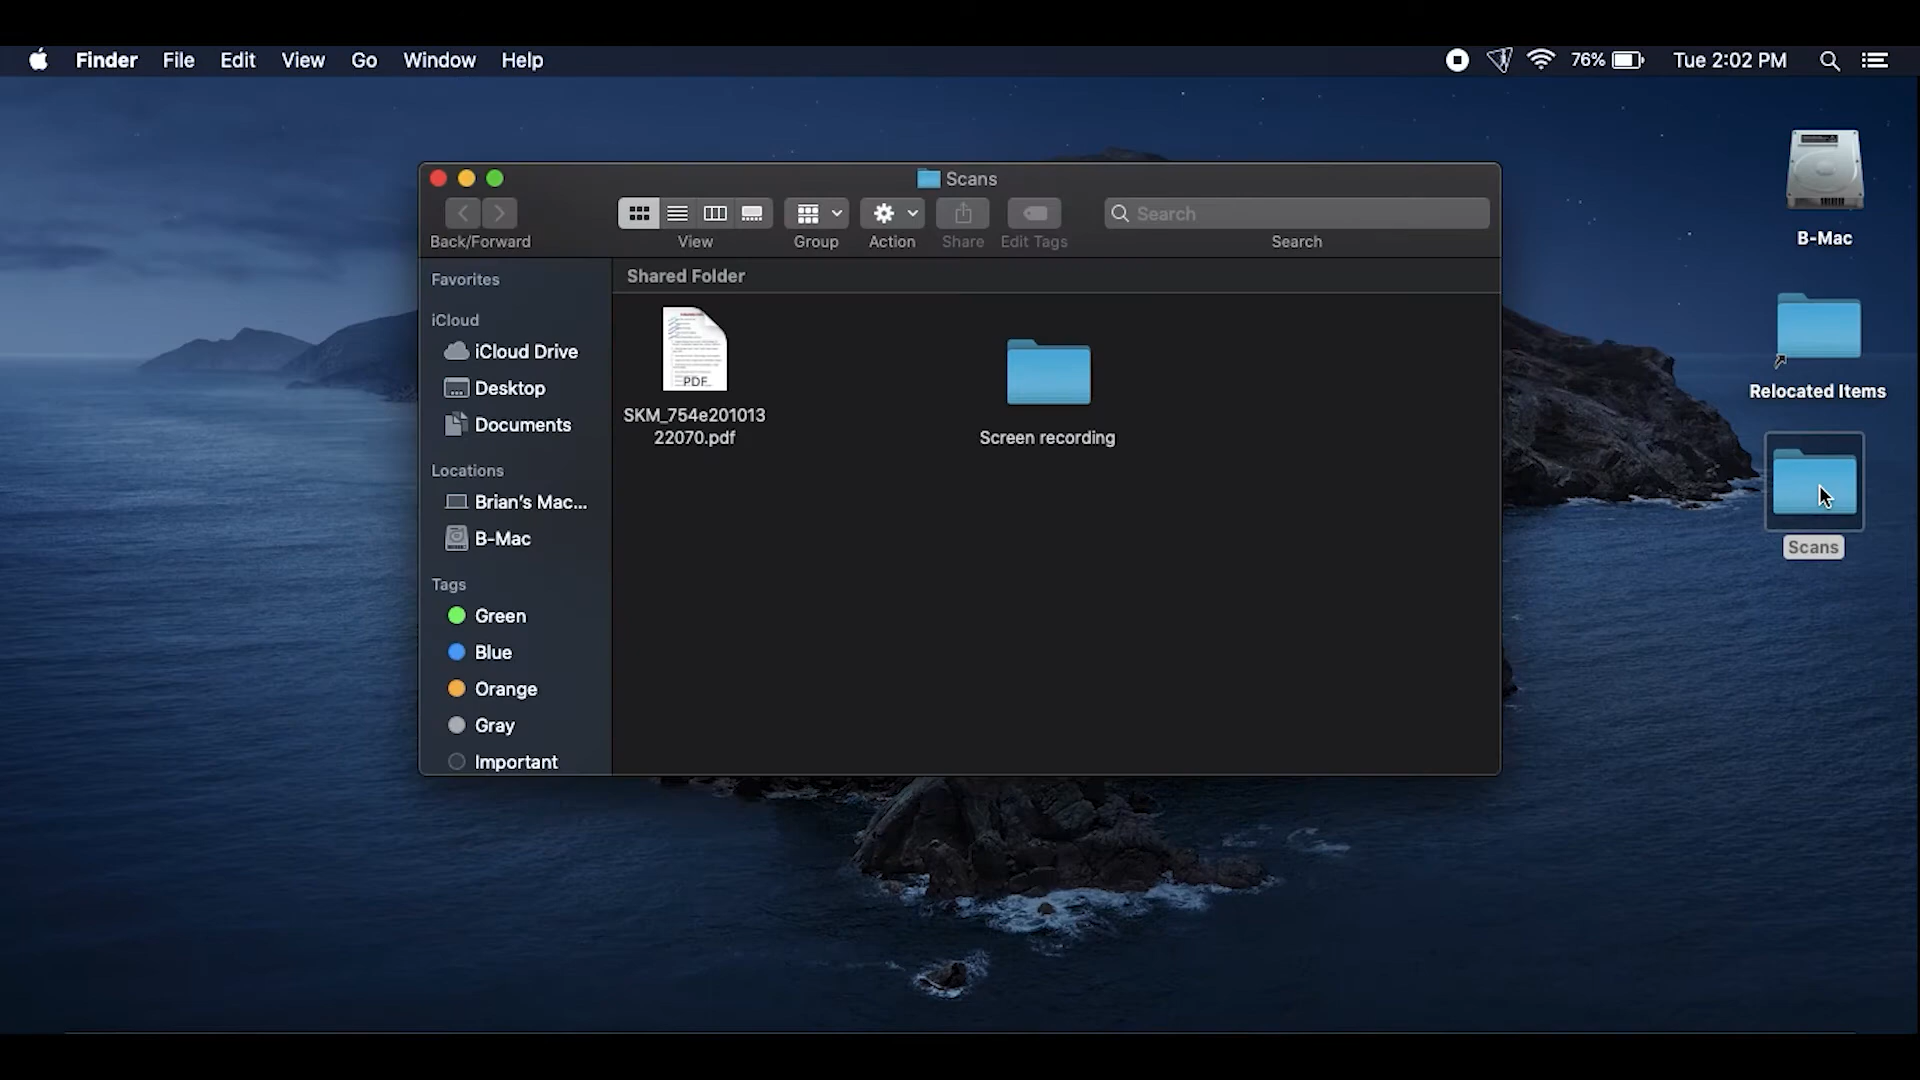 Finder File Edit View Go Window Help 76% Tue 2:02 PM
Scans
Search
Back/Forward View Group Action Share Edit Tags Search
Favorites
iCloud
iCloud Drive
Desktop
Documents
Locations
Brian's Mac...
B-Mac
Tags
Green
Blue
Orange
Gray
Important
Shared Folder
PDF
SKM_754e201013
22070.pdf
Screen recording
B-Mac
Relocated Items
Scans